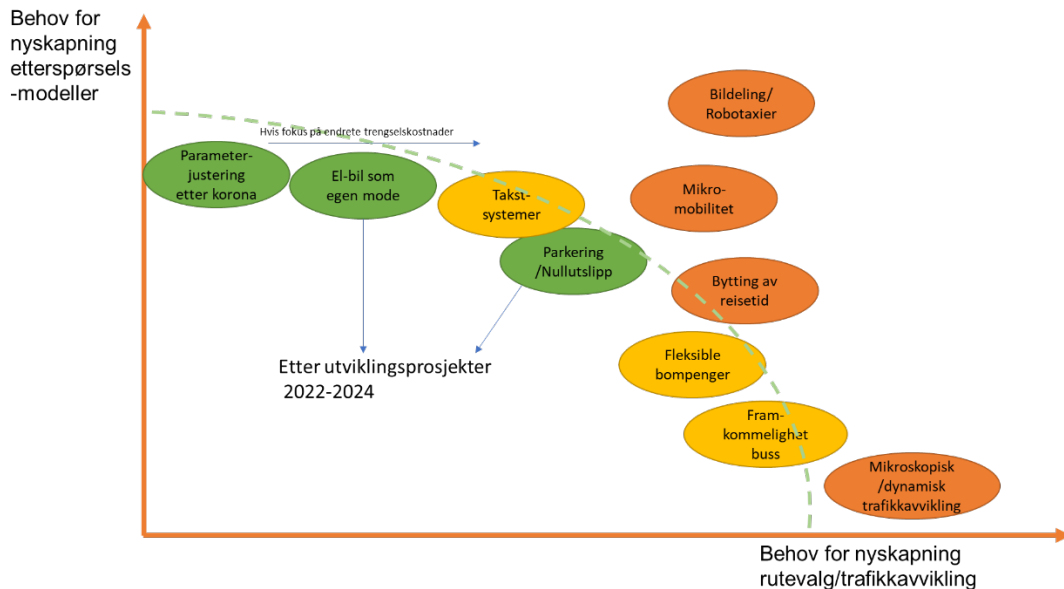 Behov for
nyskapning
etterspørsels
-modeller
Bildeling/
Robotaxier
Hvis fokus på endrete trengselskostnader
Parameter-
justering
etter korona
El-bil som
egen mode
Takst-
systemer
Mikro-
mobilitet
Parkering
/Nullutslipp
Bytting av
reisetid
Etter utviklingsprosjekter
2022-2024
Fleksible
bompenger
Fram-
kommelighet
buss
Mikroskopisk
/dynamisk
trafikkavvikling
Behov for nyskapning
rutevalg/trafikkavvikling